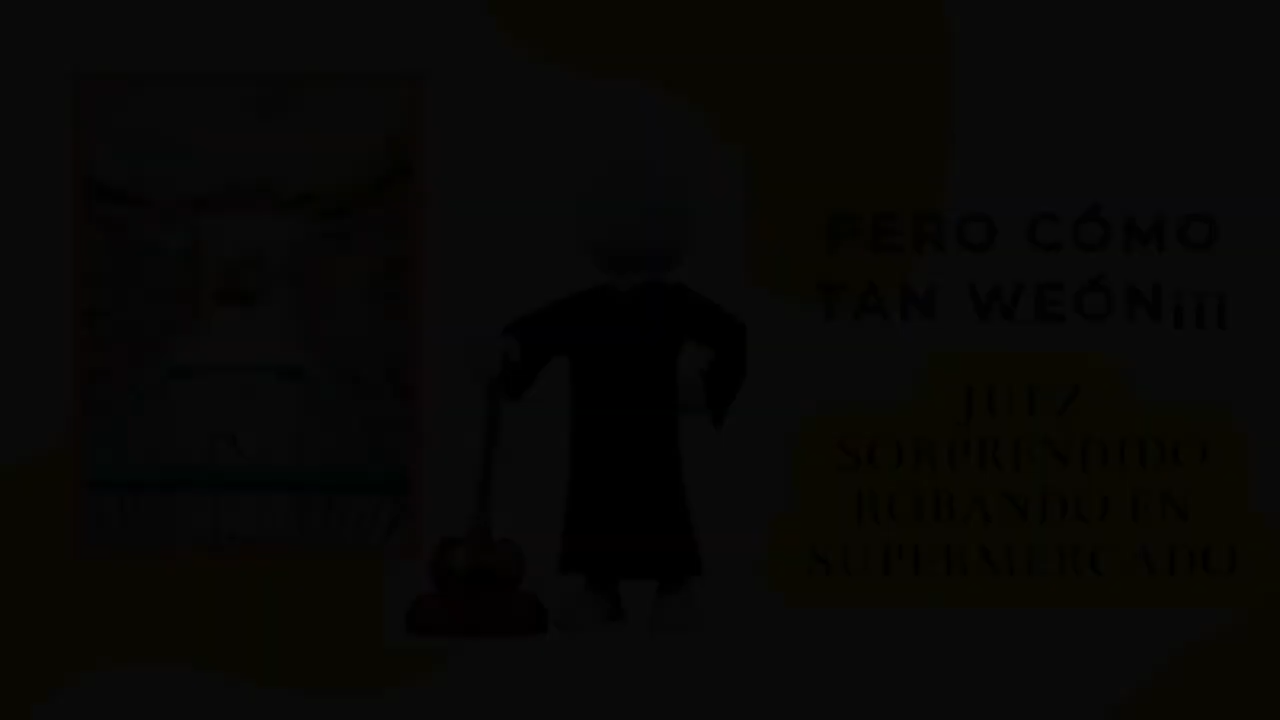 PERO CÓMO
TAN WEÓN¡¡¡
JUEZ
SORPRENDIDO
ROBANDO EN
SUPERMERCADO